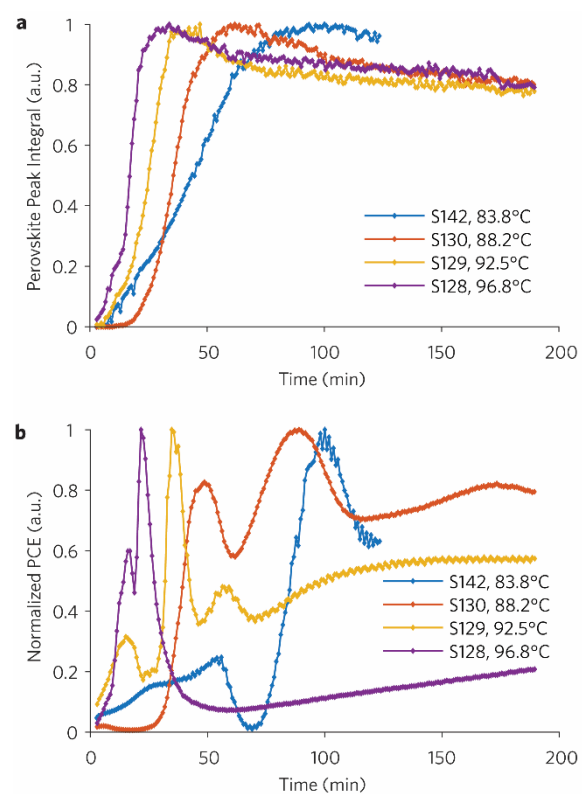 a
Perovskite Peak Integral (a.u.)
1
0.8
0.6
0.4
0.2
0
S142, 83.8°C
S130, 88.2°C
S129, 92.5°C
S128, 96.8°C
0 50 100 150 200
Time (min)
b
Normalized PCE (a.u.)
1
0.8
0.6
0.4
0.2
0
S142, 83.8°C
S130, 88.2°C
S129, 92.5°C
S128, 96.8°C
0 50 100 150 200
Time (min)